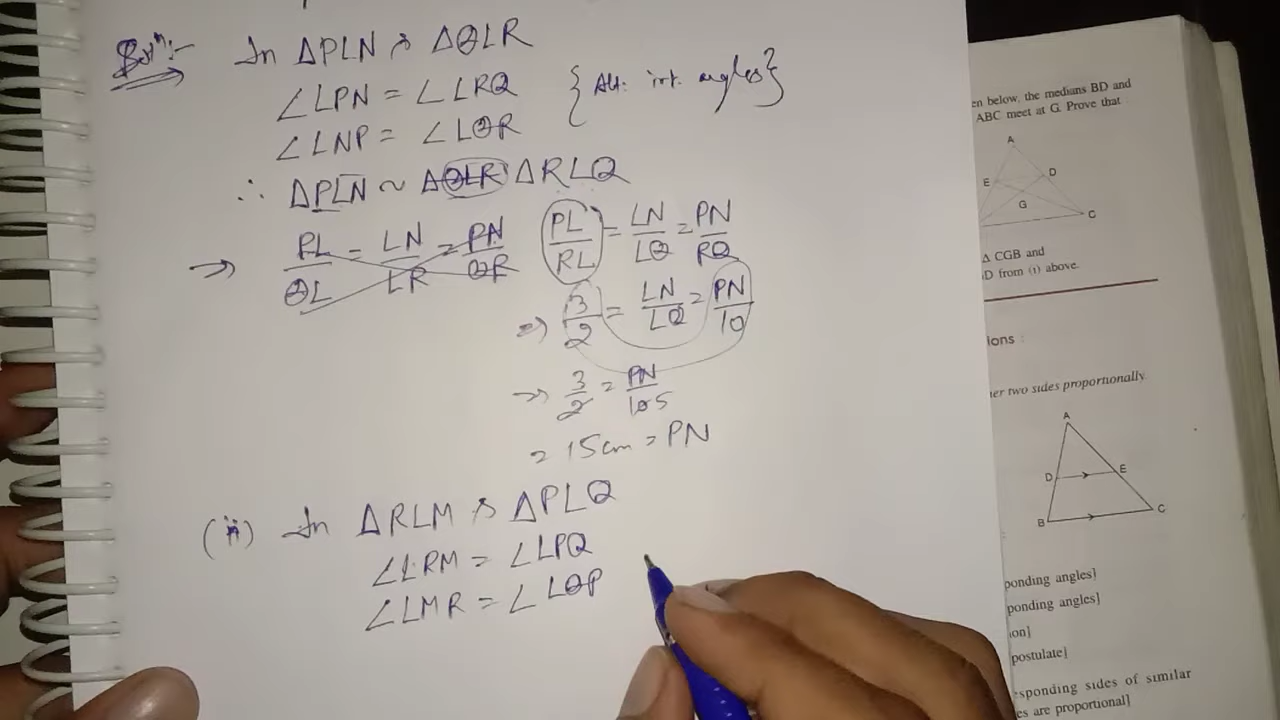 Solⁿ:- In ΔPLN & ΔQLR
∠LPN = ∠LRQ { Alt. int. angles}
∠LNP = ∠LQR
∴ ΔPLN ~ ΔQLR ΔRLQ
⇒ PL/QL = LN/LR = PN/QR PL/RL = LN/LQ = PN/RQ
⇒ 3/2 = LN/LQ = PN/10
⇒ 3/2 = PN/10 5
= 15cm = PN
(ii) In ΔRLM & ΔPLQ
∠LRM = ∠LPQ
∠LMR = ∠LQP
en below, the medians BD and
ABC meet at G. Prove that
A
E D
G
C
Δ CGB and
D from (i) above.
ions :
er two sides proportionally.
A
D E
B C
ponding angles]
ponding angles]
ion]
postulate]
sponding sides of similar
es are proportional]